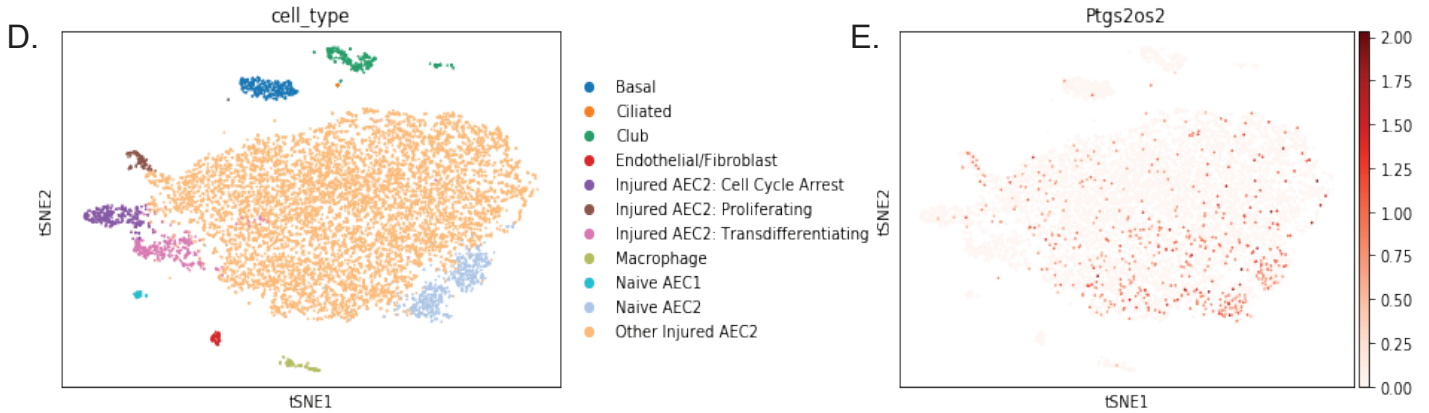 D.
cell_type
tSNE2
tSNE1
Basal
Ciliated
Club
Endothelial/Fibroblast
Injured AEC2: Cell Cycle Arrest
Injured AEC2: Proliferating
Injured AEC2: Transdifferentiating
Macrophage
Naive AEC1
Naive AEC2
Other Injured AEC2
E.
Ptgs2os2
tSNE2
tSNE1
2.00
1.75
1.50
1.25
1.00
0.75
0.50
0.25
0.00